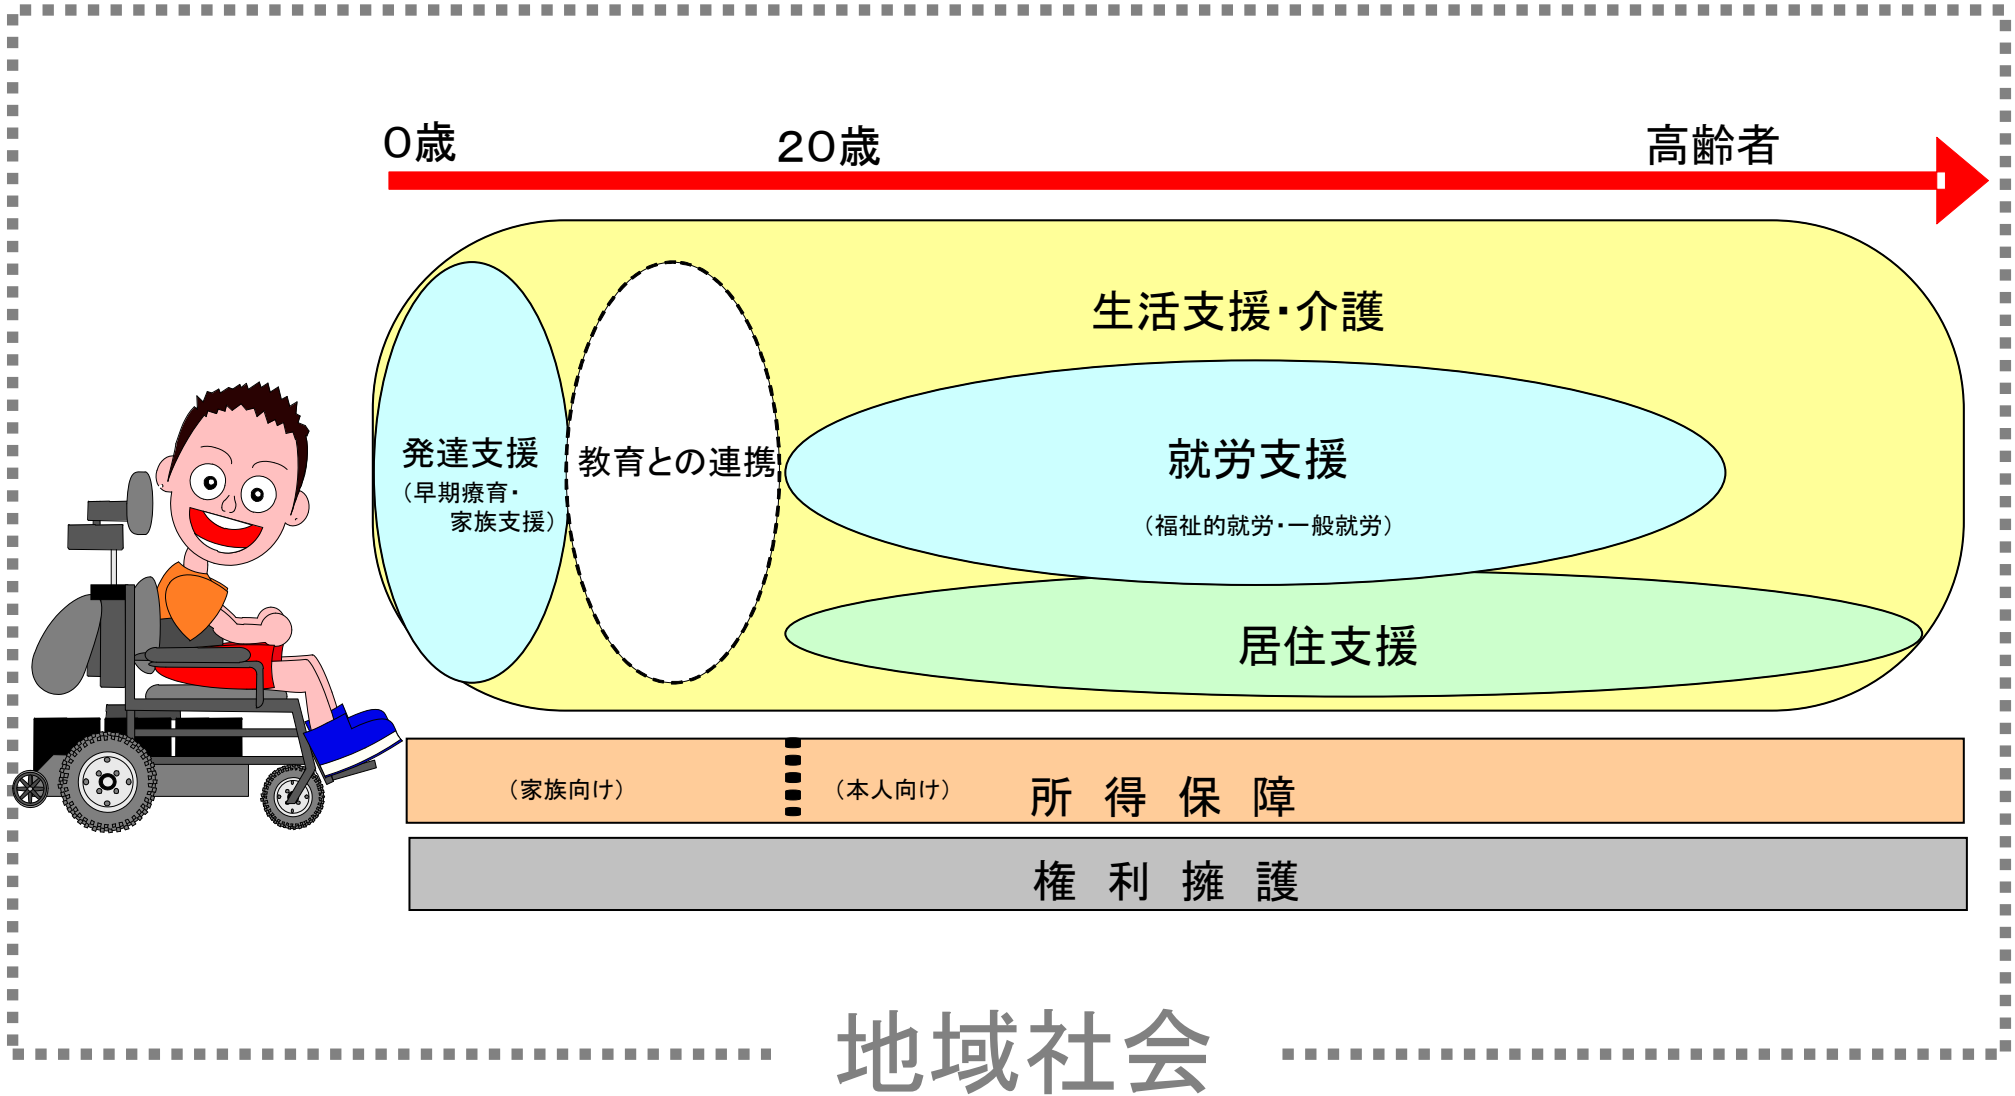 0歳
20歳
高齢者
生活支援・介護
発達支援
（早期療育・
家族支援）
教育との連携
就労支援
（福祉的就労・一般就労）
居住支援
（家族向け）
（本人向け）
所得保障
権利擁護
地域社会